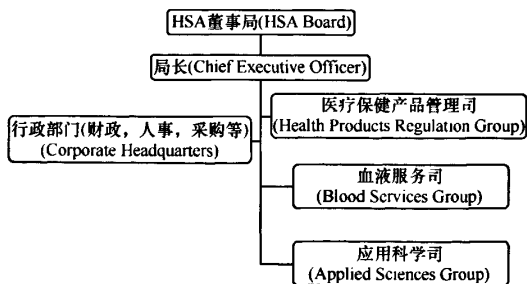 HSA董事局(HSA Board)
局长(Chief Executive Officer)
医疗保健产品管理司
(Health Products Regulation Group)
行政部门(财政，人事，采购等)
(Corporate Headquarters)
血液服务司
(Blood Services Group)
应用科学司
(Applied Sciences Group)